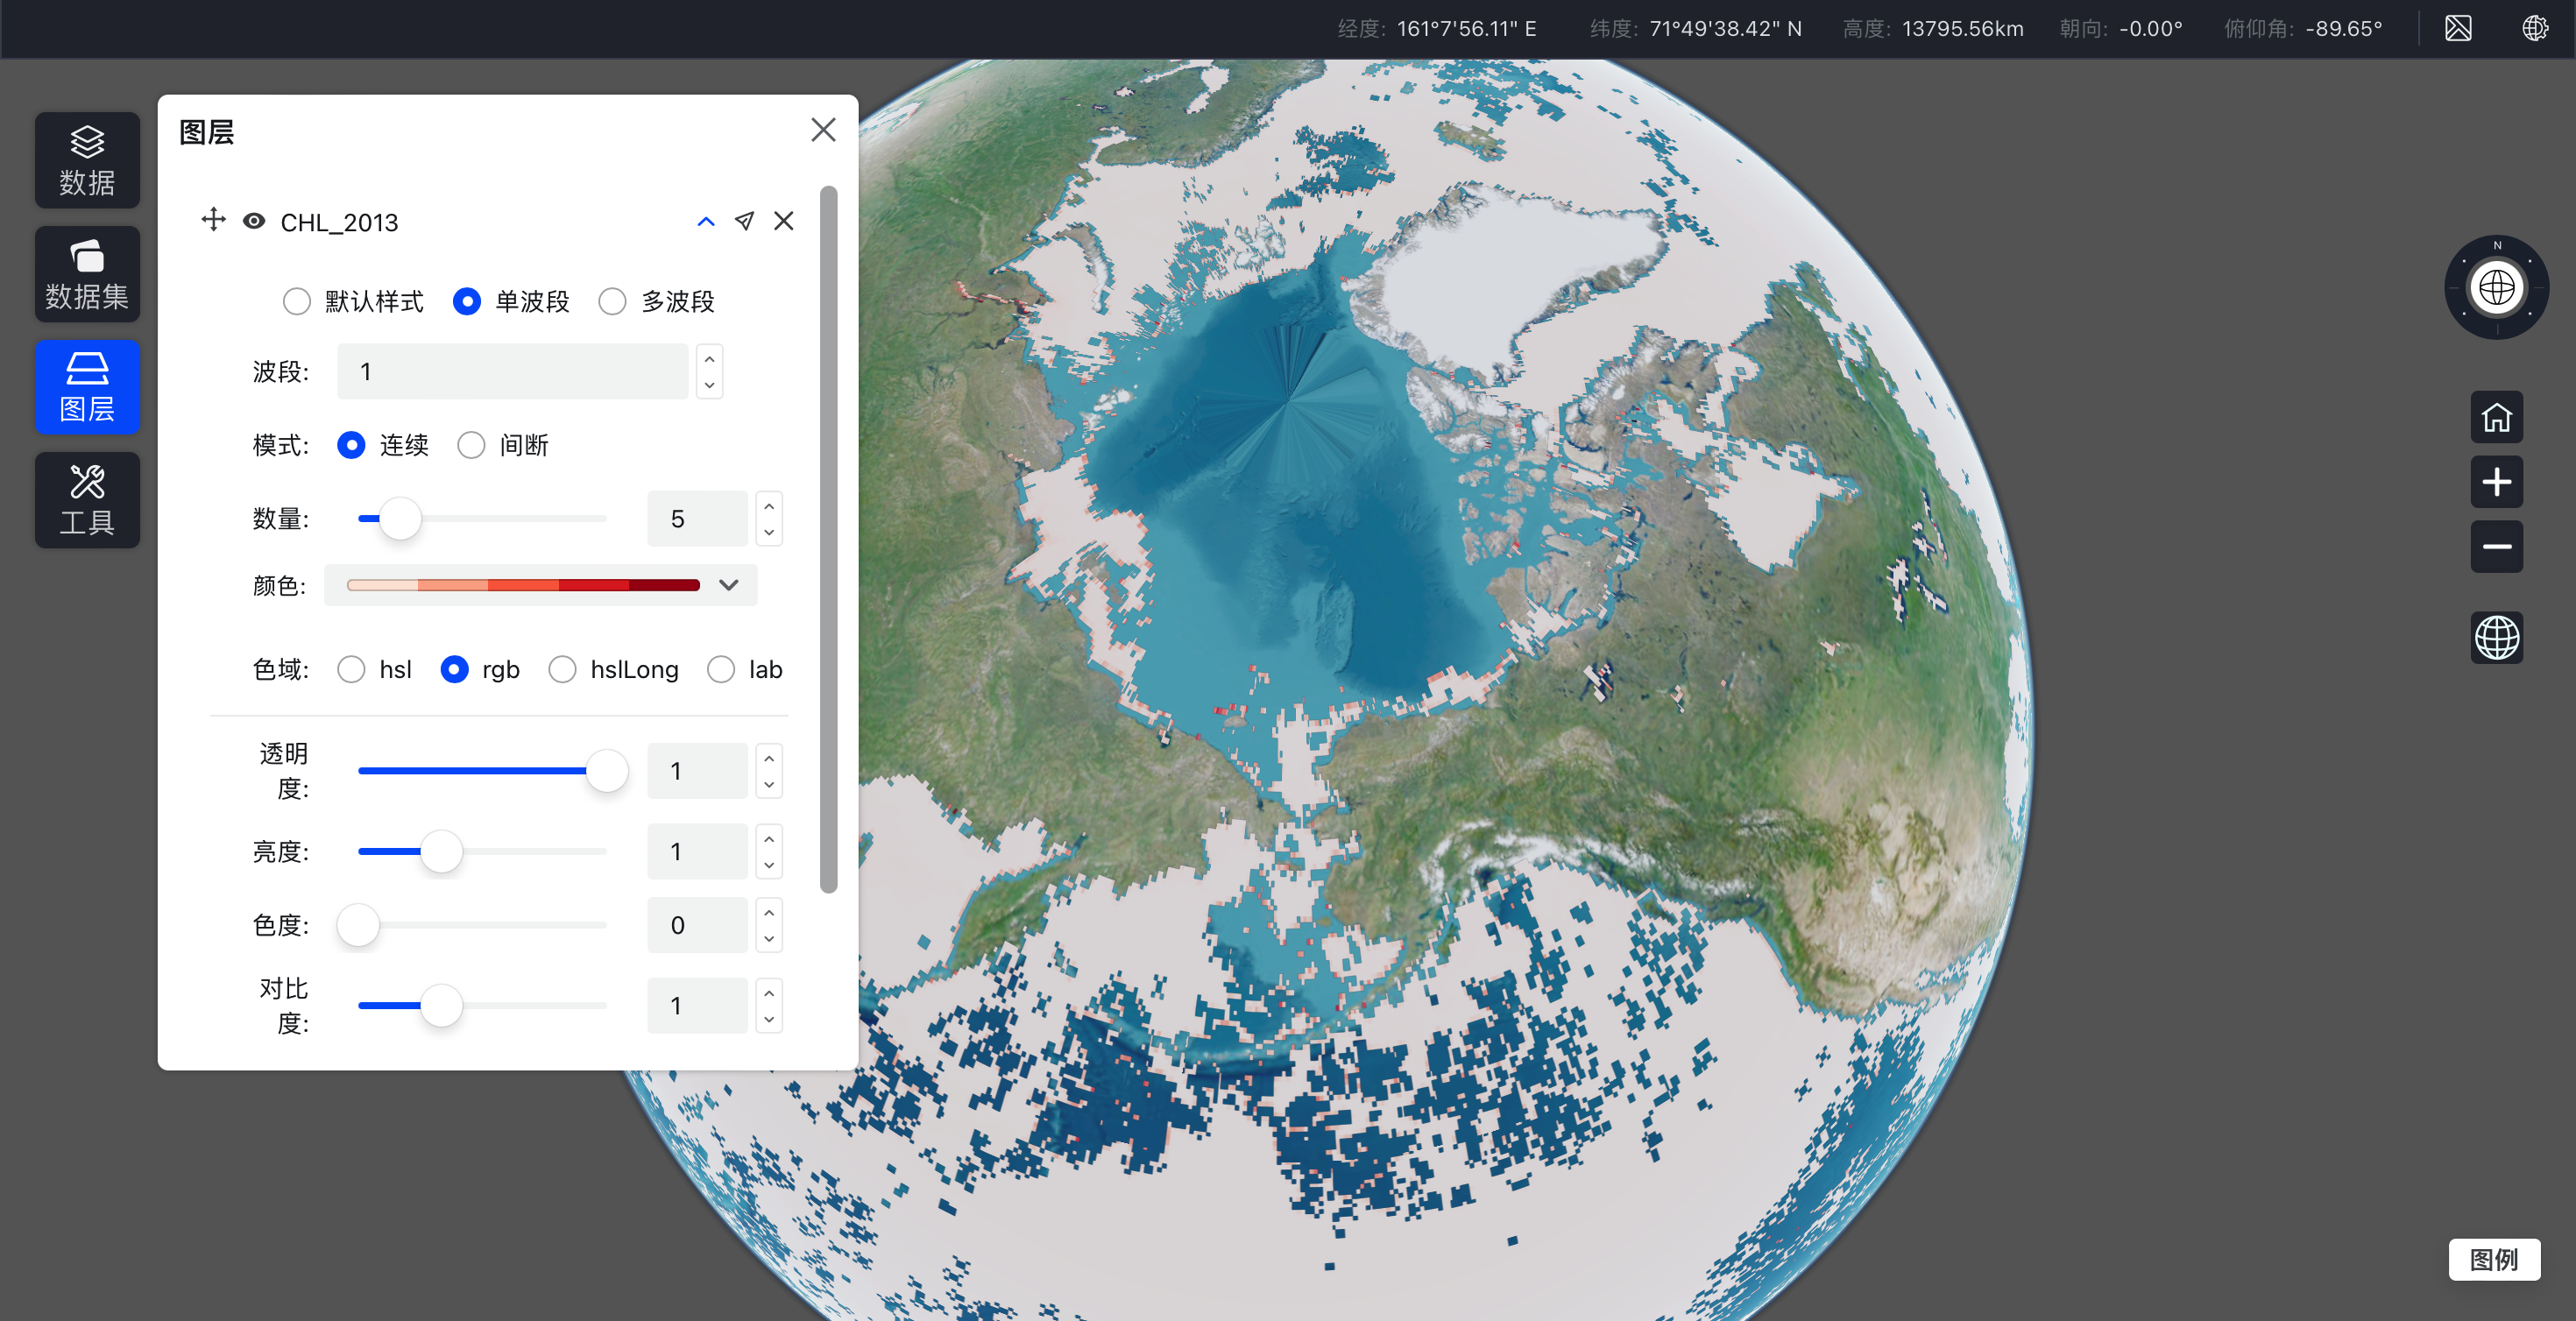 经度: 161°7'56.11" E 纬度: 71°49'38.42" N 高度: 13795.56km 朝向: -0.00° 俯仰角: -89.65°
数据
数据集
图层
工具
图层
CHL_2013
默认样式 单波段 多波段
波段: 1
模式: 连续 间断
数量: 5
颜色:
色域: hsl rgb hslLong lab
透明
度: 1
亮度: 1
色度: 0
对比
度: 1
N
图例